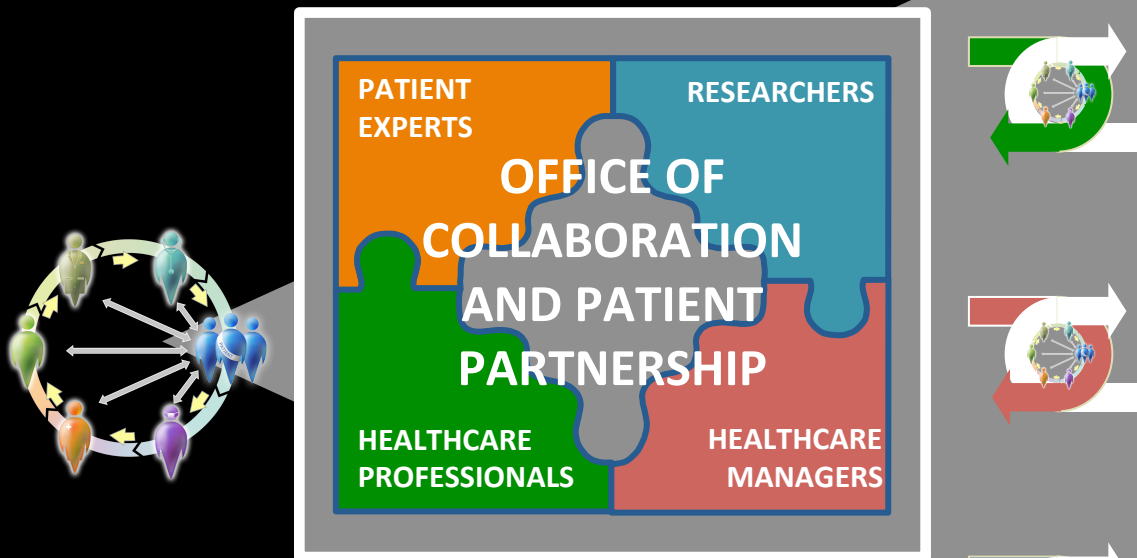 PATIENT
EXPERTS
RESEARCHERS
OFFICE OF
COLLABORATION
AND PATIENT
PARTNERSHIP
HEALTHCARE
PROFESSIONALS
HEALTHCARE
MANAGERS